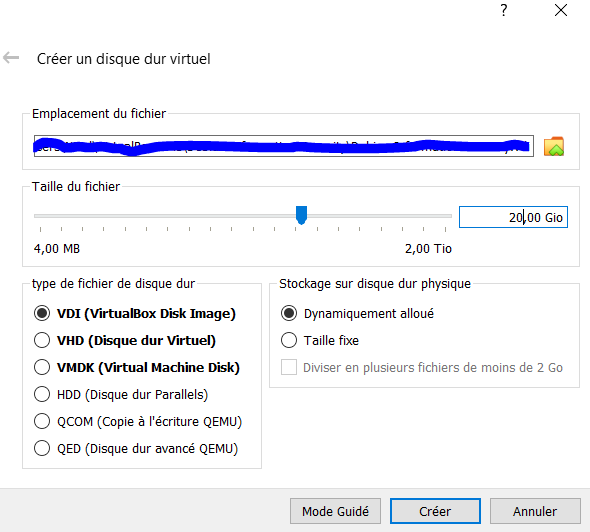 ?
Créer un disque dur virtuel
Emplacement du fichier
Taille du fichier
20,00 Gio
4,00 MB
2,00 Tio
type de fichier de disque dur
VDI (VirtualBox Disk Image)
VHD (Disque dur Virtuel)
VMDK (Virtual Machine Disk)
HDD (Disque dur Parallels)
QCOM (Copie à l'écriture QEMU)
QED (Disque dur avancé QEMU)
Stockage sur disque dur physique
Dynamiquement alloué
Taille fixe
Diviser en plusieurs fichiers de moins de 2 Go
Mode Guidé
Créer
Annuler